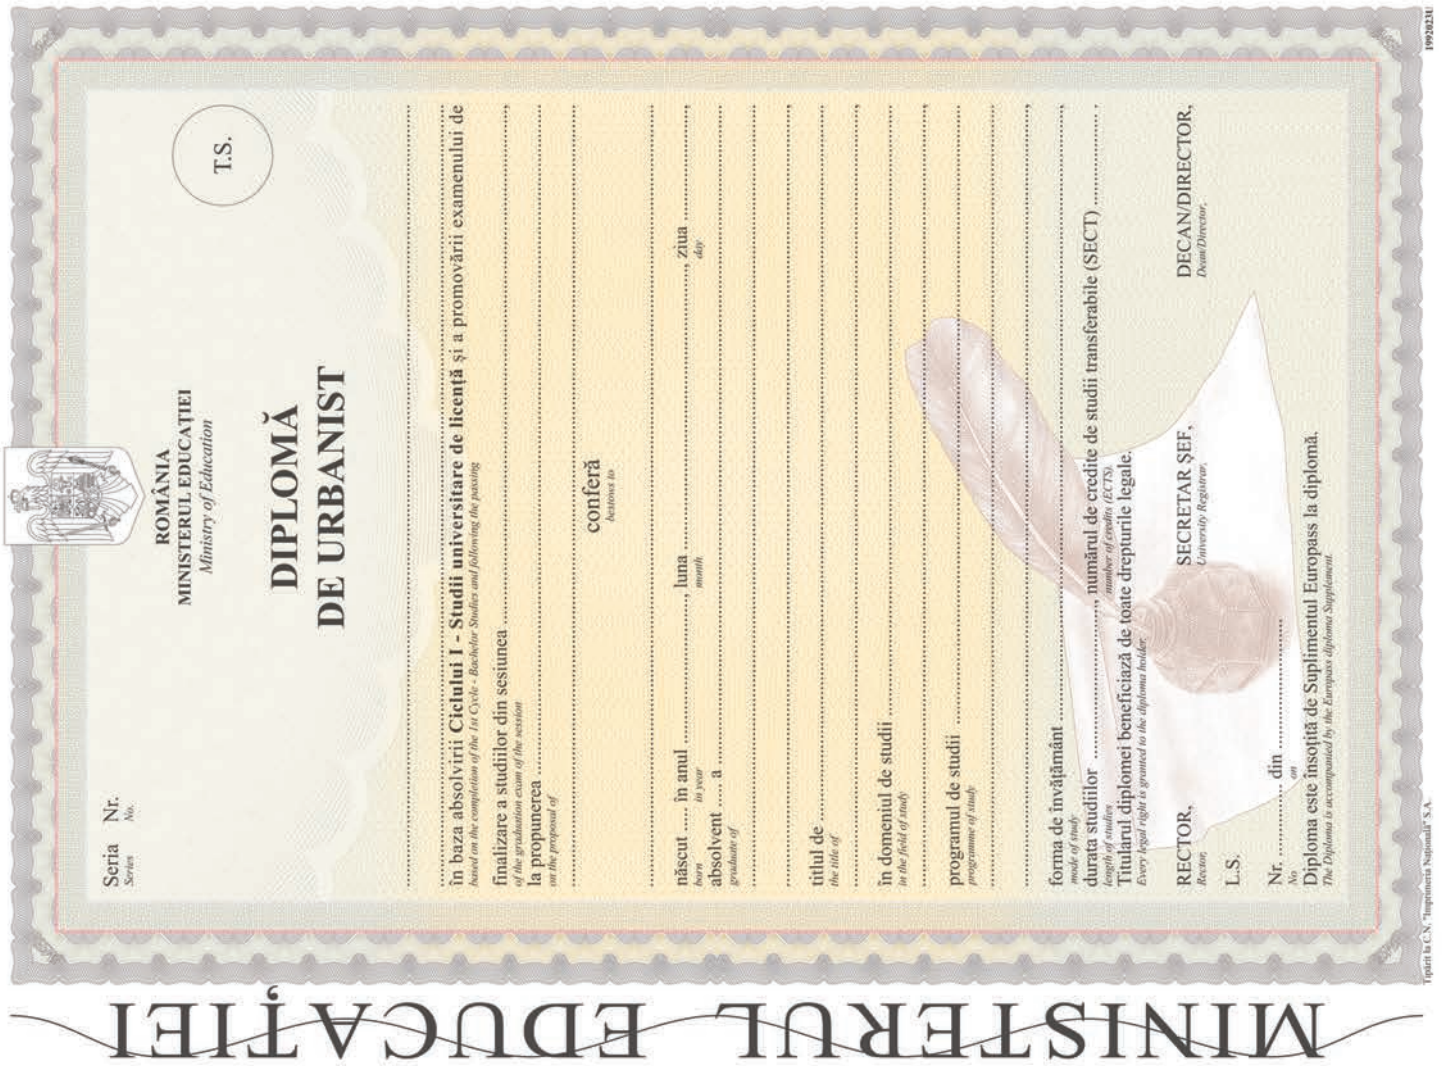 ROMÂNIA
MINISTERUL EDUCAȚIEI
Ministry of Education
Seria Nr.
Series No.
T.S.
DIPLOMĂ
DE URBANIST
în baza absolvirii Ciclului I - Studii universitare de licență și a promovării examenului de
based on the completion of the 1st Cycle - Bachelor Studies and following the passing
finalizare a studiilor din sesiunea ........,
of the graduation exam of the session
la propunerea ........
on the proposal of
conferă
bestows to
născut ..... în anul ........, luna ........, ziua ........,
born in year month day
absolvent ..... a ........
graduate of
titlul de ........,
the title of
în domeniul de studii ........
in the field of study
programul de studii ........
programme of study
forma de învățământ ........,
mode of study
durata studiilor ........, numărul de credite de studii transferabile (SECT) ........ .
length of studies number of credits (ECTS).
Titularul diplomei beneficiază de toate drepturile legale.
Every legal right is granted to the diploma holder.
RECTOR, SECRETAR ȘEF, DECAN/DIRECTOR,
Rector, University Registrar, Dean/Director,
L.S.
Nr. ........ din ........
No on
Diploma este însoțită de Suplimentul Europass la diplomă.
The Diploma is accompanied by the Europass diploma Supplement.
Tipărit la C.N. "Imprimeria Națională" S.A.
1992023U
MINISTERUL EDUCAȚIEI